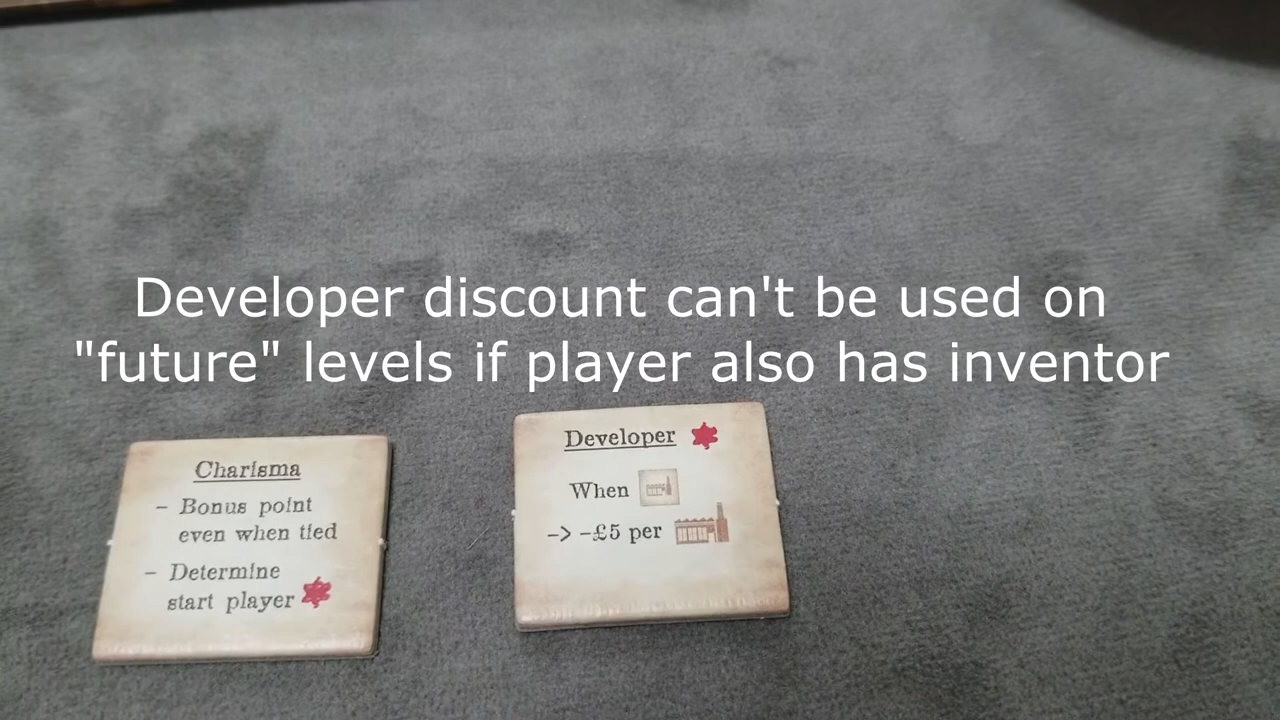 Developer discount can't be used on
"future" levels if player also has inventor
Charisma
- Bonus point
even when tied
- Determine
start player
Developer
When
-> -£5 per